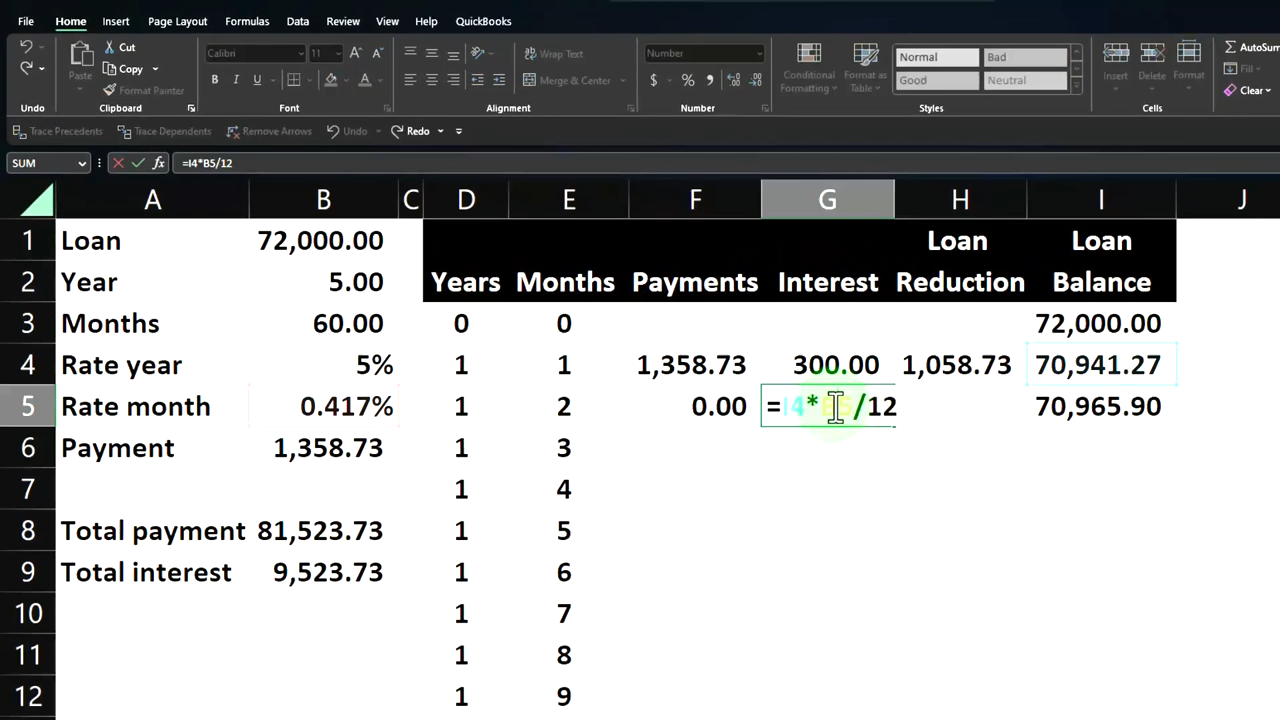 File Home Insert Page Layout Formulas Data Review View Help QuickBooks
Cut Calibri 11 A A Wrap Text Number Normal Bad AutoSum
Paste Copy B I U A Merge & Center $ % Conditional Formatting Format as Table Good Neutral Insert Delete Format Fill
Format Painter Clear
Undo Clipboard Font Alignment Number Styles Cells
Trace Precedents Trace Dependents Remove Arrows Undo Redo
SUM fx =I4*B5/12
A B C D E F G H I J
1 Loan 72,000.00 Loan Loan
2 Year 5.00 Years Months Payments Interest Reduction Balance
3 Months 60.00 0 0 72,000.00
4 Rate year 5% 1 1 1,358.73 300.00 1,058.73 70,941.27
5 Rate month 0.417% 1 2 0.00 =I4*B5/12 70,965.90
6 Payment 1,358.73 1 3
7 1 4
8 Total payment 81,523.73 1 5
9 Total interest 9,523.73 1 6
10 1 7
11 1 8
12 1 9